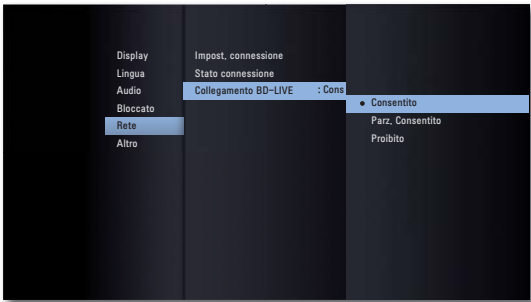 Display
Lingua
Audio
Bloccato
Rete
Altro
Impost. connessione
Stato connessione
Collegamento BD-LIVE : Cons
Consentito
Parz. Consentito
Proibito